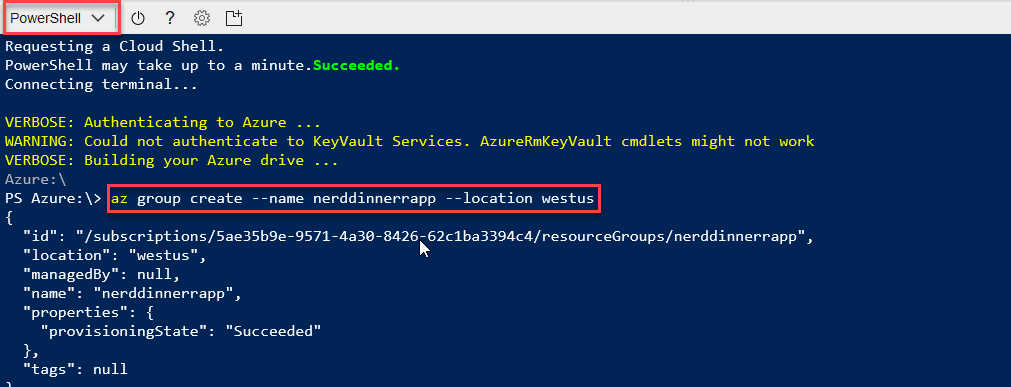 PowerShell
Requesting a Cloud Shell.
PowerShell may take up to a minute.Succeeded.
Connecting terminal...
VERBOSE: Authenticating to Azure ...
WARNING: Could not authenticate to KeyVault Services. AzureRmKeyVault cmdlets might not work
VERBOSE: Building your Azure drive ...
Azure:\
PS Azure:\> az group create --name nerddinnerrapp --location westus
{
  "id": "/subscriptions/5ae35b9e-9571-4a30-8426-62c1ba3394c4/resourceGroups/nerddinnerrapp",
  "location": "westus",
  "managedBy": null,
  "name": "nerddinnerrapp",
  "properties": {
    "provisioningState": "Succeeded"
  },
  "tags": null
}